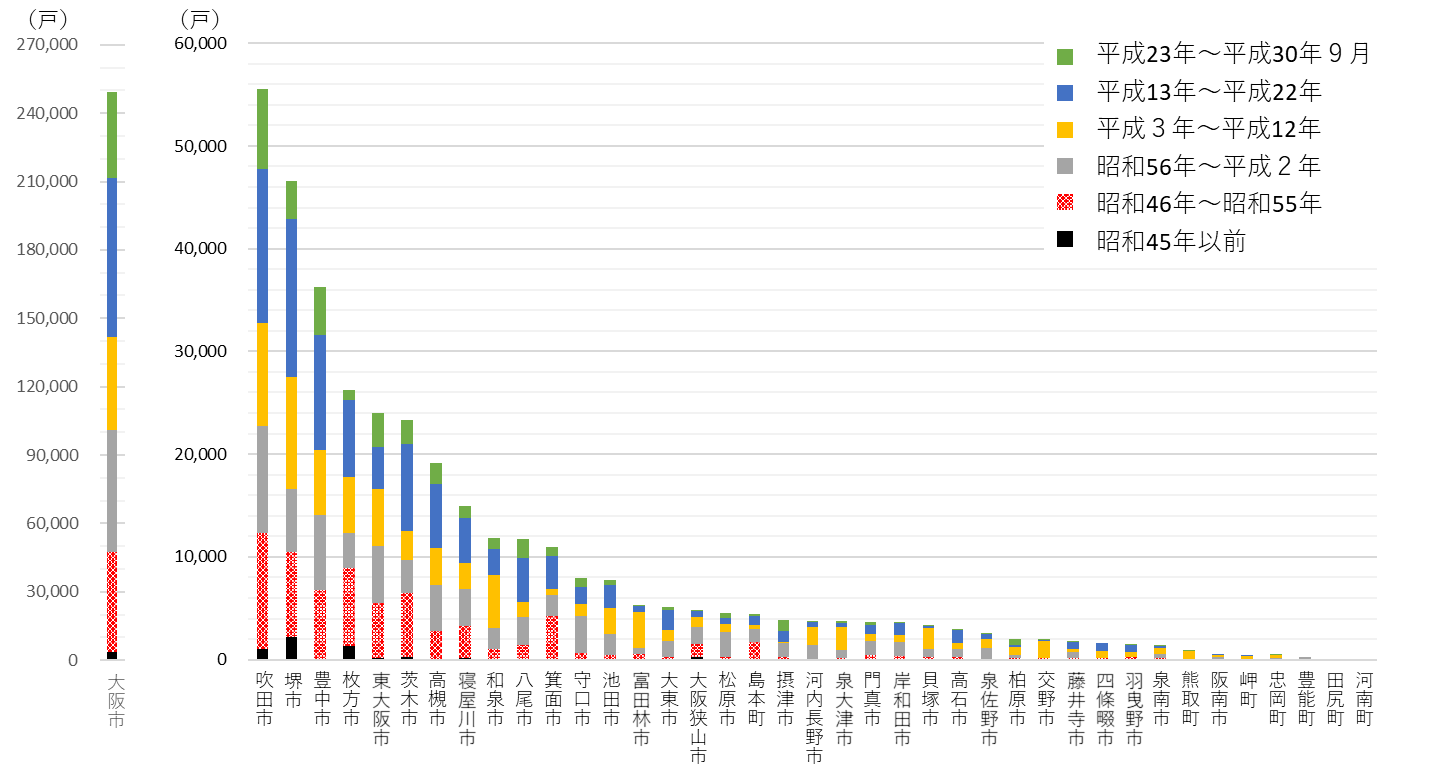 （戸）
270,000
240,000
210,000
180,000
150,000
120,000
90,000
60,000
30,000
0
大阪市
（戸）
60,000
50,000
40,000
30,000
20,000
10,000
0
平成23年～平成30年９月
平成13年～平成22年
平成３年～平成12年
昭和56年～平成２年
昭和46年～昭和55年
昭和45年以前
吹田市
堺市
豊中市
枚方市
東大阪市
茨木市
高槻市
寝屋川市
和泉市
八尾市
箕面市
守口市
池田市
富田林市
大東市
大阪狭山市
松原市
島本町
摂津市
河内長野市
泉大津市
門真市
岸和田市
貝塚市
高石市
泉佐野市
柏原市
交野市
藤井寺市
四條畷市
羽曳野市
泉南市
熊取町
阪南市
岬町
忠岡町
豊能町
田尻町
河南町